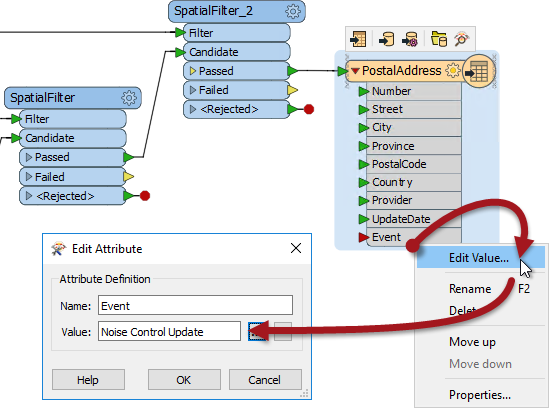 SpatialFilter_2
Filter
Candidate
Passed
Failed
<Rejected>
SpatialFilter
Filter
Candidate
Passed
Failed
<Rejected>
PostalAddress
Number
Street
City
Province
PostalCode
Country
Provider
UpdateDate
Event
Edit Value...
Rename F2
Move up
Move down
Properties...
Edit Attribute
Attribute Definition
Name: Event
Value: Noise Control Update
Help OK Cancel